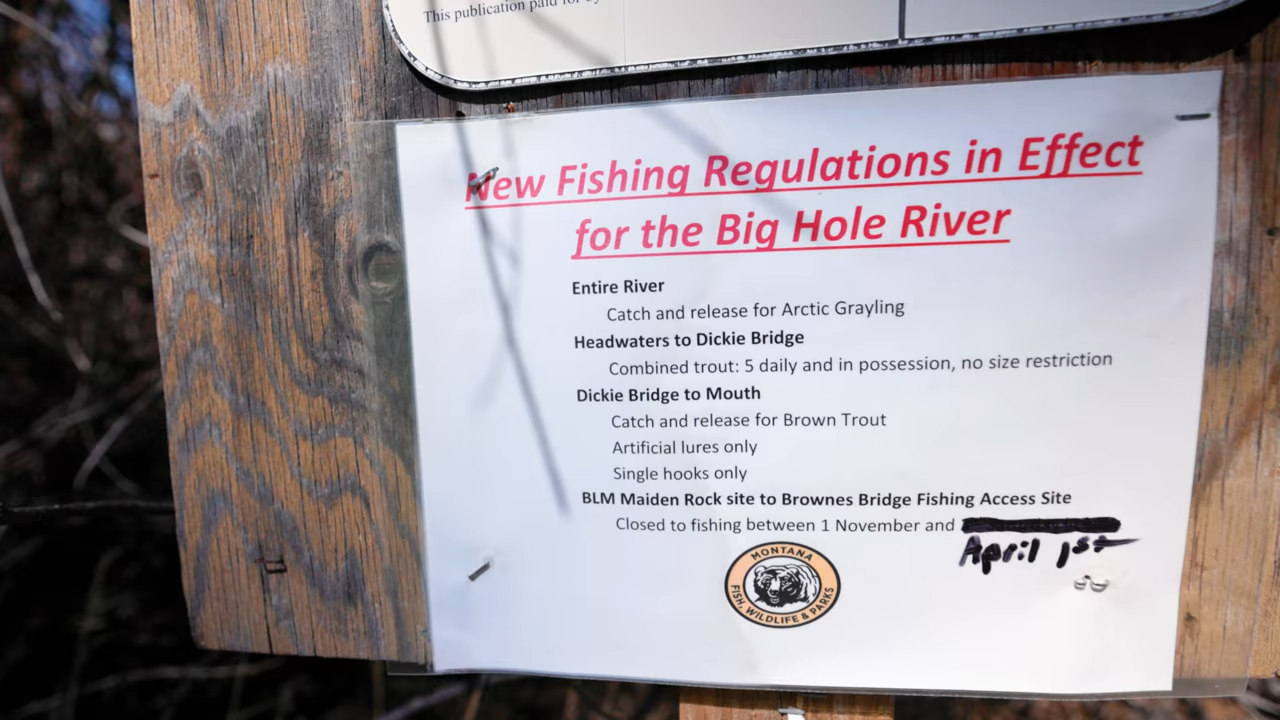 This publication paid for by
New Fishing Regulations in Effect
for the Big Hole River
Entire River
Catch and release for Arctic Grayling
Headwaters to Dickie Bridge
Combined trout: 5 daily and in possession, no size restriction
Dickie Bridge to Mouth
Catch and release for Brown Trout
Artificial lures only
Single hooks only
BLM Maiden Rock site to Brownes Bridge Fishing Access Site
Closed to fishing between 1 November and
April 1st
MONTANA
FISH, WILDLIFE & PARKS